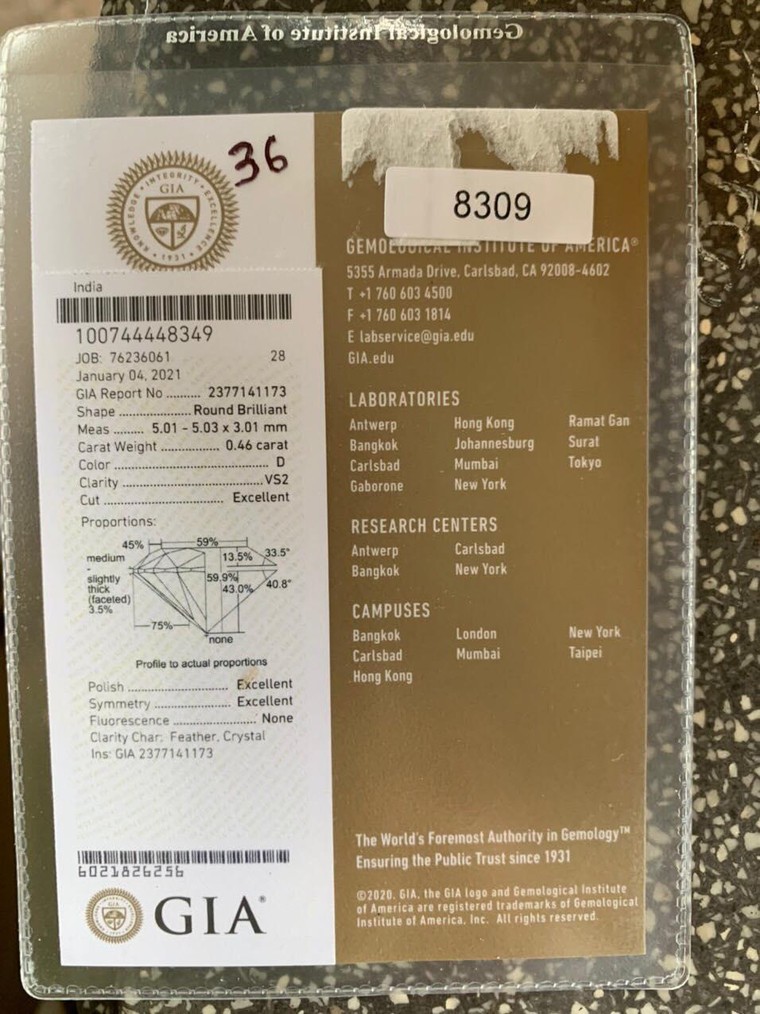 Gemological Institute of America
36
KNOWLEDGE • INTEGRITY • EXCELLENCE • 1931
GIA
India
100744448349
JOB: 76236061 28
January 04, 2021
GIA Report No .......... 2377141173
Shape .................... Round Brilliant
Meas ......... 5.01 - 5.03 x 3.01 mm
Carat Weight ................ 0.46 carat
Color ............................................ D
Clarity ........................................ VS2
Cut ................................. Excellent
Proportions:
45% 59%
medium 13.5% 33.5°
-
slightly
thick
(faceted)
3.5%
59.9%
43.0% 40.8°
75%
none
Profile to actual proportions
Polish ............................ Excellent
Symmetry ..................... Excellent
Fluorescence ...................... None
Clarity Char: Feather, Crystal
Ins: GIA 2377141173
6021826256
GIA®
8309
GEMOLOGICAL INSTITUTE OF AMERICA®
5355 Armada Drive, Carlsbad, CA 92008-4602
T +1 760 603 4500
F +1 760 603 1814
E labservice@gia.edu
GIA.edu
LABORATORIES
Antwerp Hong Kong Ramat Gan
Bangkok Johannesburg Surat
Carlsbad Mumbai Tokyo
Gaborone New York
RESEARCH CENTERS
Antwerp Carlsbad
Bangkok New York
CAMPUSES
Bangkok London New York
Carlsbad Mumbai Taipei
Hong Kong
The World's Foremost Authority in Gemology™
Ensuring the Public Trust since 1931
©2020. GIA, the GIA logo and Gemological Institute
of America are registered trademarks of Gemological
Institute of America, Inc. All rights reserved.